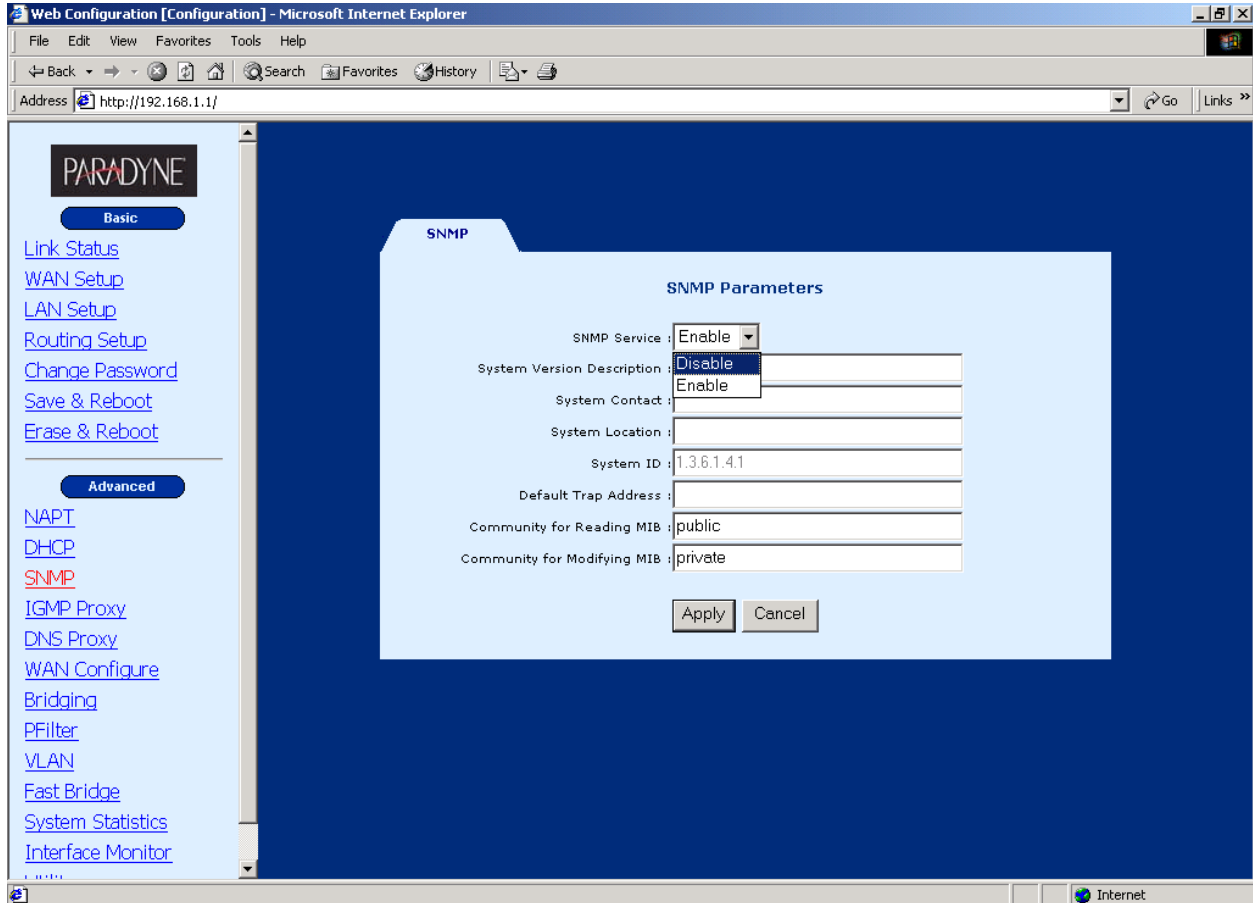 Web Configuration [Configuration] - Microsoft Internet Explorer
File Edit View Favorites Tools Help
Back Search Favorites History
Address http://192.168.1.1/ Go Links »
PARADYNE
Basic
Link Status
WAN Setup
LAN Setup
Routing Setup
Change Password
Save & Reboot
Erase & Reboot
Advanced
NAPT
DHCP
SNMP
IGMP Proxy
DNS Proxy
WAN Configure
Bridging
PFilter
VLAN
Fast Bridge
System Statistics
Interface Monitor
SNMP
SNMP Parameters
SNMP Service : Enable
Disable
Enable
System Version Description :
System Contact :
System Location :
System ID : 1.3.6.1.4.1
Default Trap Address :
Community for Reading MIB : public
Community for Modifying MIB : private
Apply Cancel
Internet